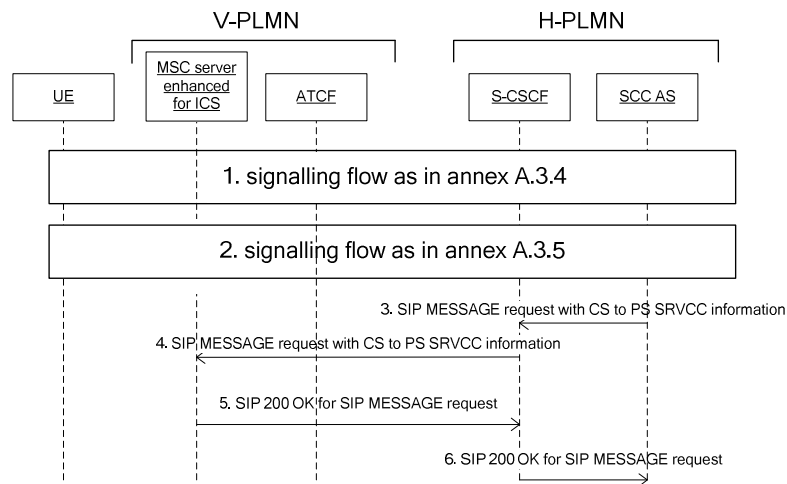 V-PLMN
H-PLMN
UE
MSC server
enhanced
for ICS
ATCF
S-CSCF
SCC AS
1. signalling flow as in annex A.3.4
2. signalling flow as in annex A.3.5
3. SIP MESSAGE request with CS to PS SRVCC information
4. SIP MESSAGE request with CS to PS SRVCC information
5. SIP 200 OK for SIP MESSAGE request
6. SIP 200 OK for SIP MESSAGE request